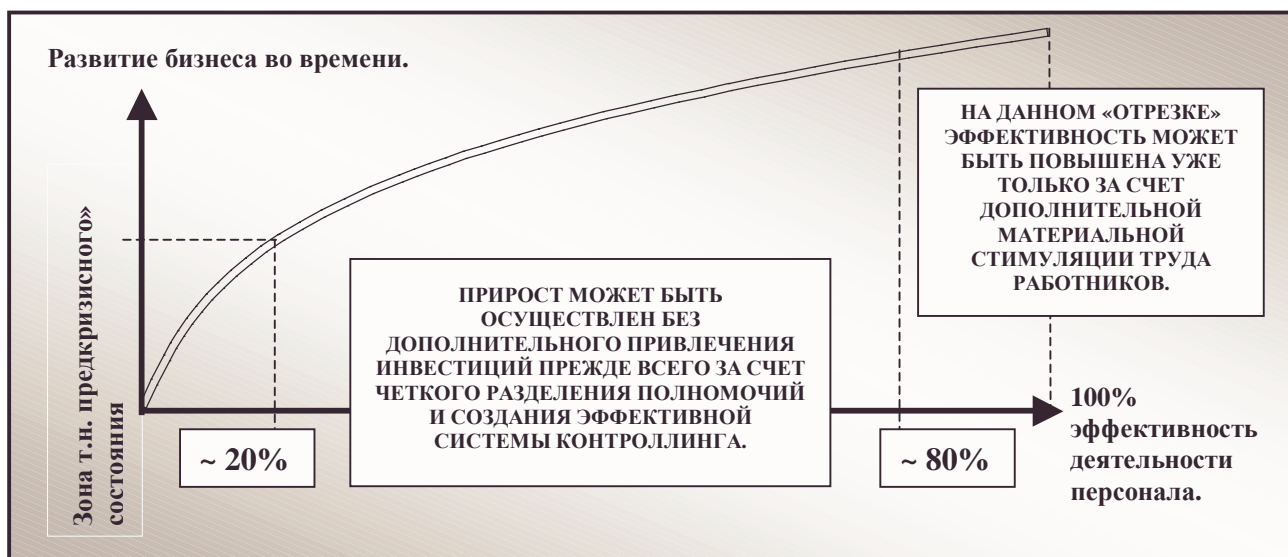 Развитие бизнеса во времени.
НА ДАННОМ «ОТРЕЗКЕ»
ЭФФЕКТИВНОСТЬ МОЖЕТ
БЫТЬ ПОВЫШЕНА УЖЕ
ТОЛЬКО ЗА СЧЕТ
ДОПОЛНИТЕЛЬНОЙ
МАТЕРИАЛЬНОЙ
СТИМУЛЯЦИИ ТРУДА
РАБОТНИКОВ.
Зона т.н. предкризисного»
состояния
ПРИРОСТ МОЖЕТ БЫТЬ
ОСУЩЕСТВЛЕН БЕЗ
ДОПОЛНИТЕЛЬНОГО ПРИВЛЕЧЕНИЯ
ИНВЕСТИЦИЙ ПРЕЖДЕ ВСЕГО ЗА СЧЕТ
ЧЕТКОГО РАЗДЕЛЕНИЯ ПОЛНОМОЧИЙ
И СОЗДАНИЯ ЭФФЕКТИВНОЙ
СИСТЕМЫ КОНТРОЛЛИНГА.
~ 20%
~ 80%
100%
эффективность
деятельности
персонала.